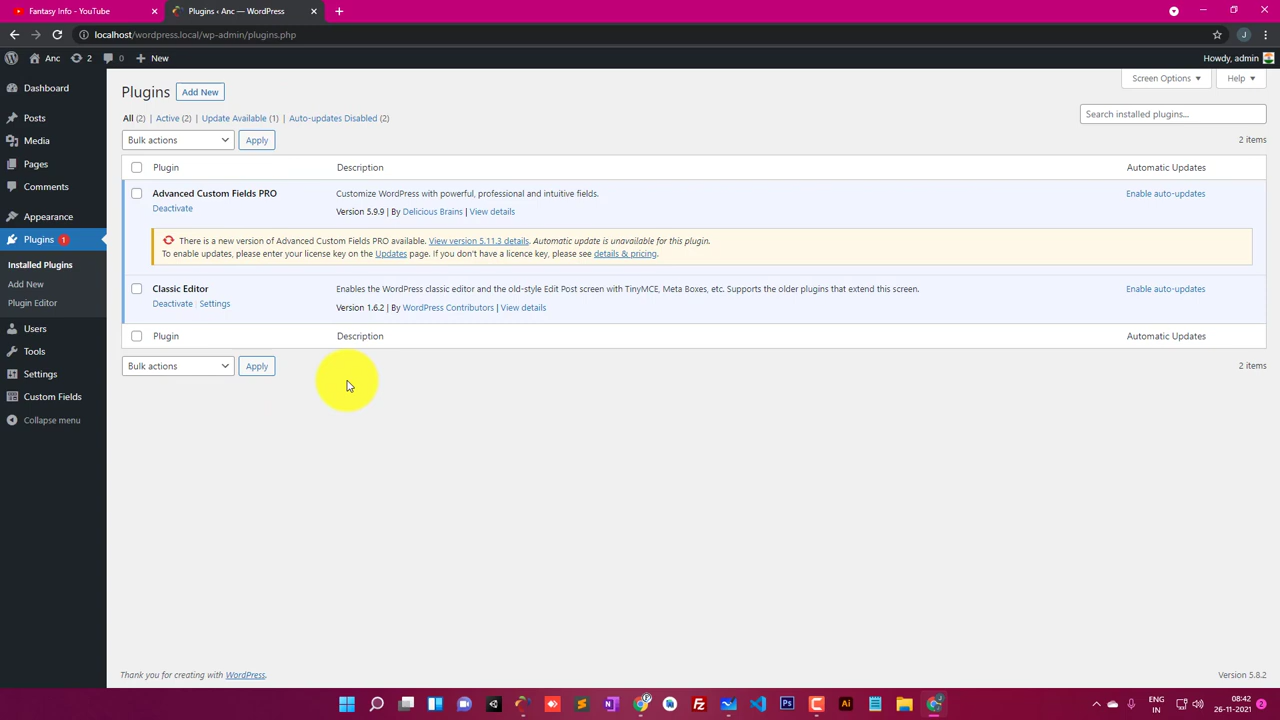 Fantasy Info - YouTube
Plugins ‹ Anc — WordPress
localhost/wordpress.local/wp-admin/plugins.php
J
Anc 2 0 New
Howdy, admin
Dashboard
Posts
Media
Pages
Comments
Appearance
Plugins 1
Installed Plugins
Add New
Plugin Editor
Users
Tools
Settings
Custom Fields
Collapse menu
Screen Options
Help
Plugins Add New
All (2) | Active (2) | Update Available (1) | Auto-updates Disabled (2)
Search installed plugins...
Bulk actions Apply
2 items
Plugin Description Automatic Updates
Advanced Custom Fields PRO Customize WordPress with powerful, professional and intuitive fields. Enable auto-updates
Deactivate Version 5.9.9 | By Delicious Brains | View details
There is a new version of Advanced Custom Fields PRO available. View version 5.11.3 details. Automatic update is unavailable for this plugin.
To enable updates, please enter your license key on the Updates page. If you don't have a licence key, please see details & pricing.
Classic Editor Enables the WordPress classic editor and the old-style Edit Post screen with TinyMCE, Meta Boxes, etc. Supports the older plugins that extend this screen. Enable auto-updates
Deactivate | Settings Version 1.6.2 | By WordPress Contributors | View details
Plugin Description Automatic Updates
Bulk actions Apply
2 items
Thank you for creating with WordPress.
Version 5.8.2
Ps Ai
ENG
IN
08:42
26-11-2021
2